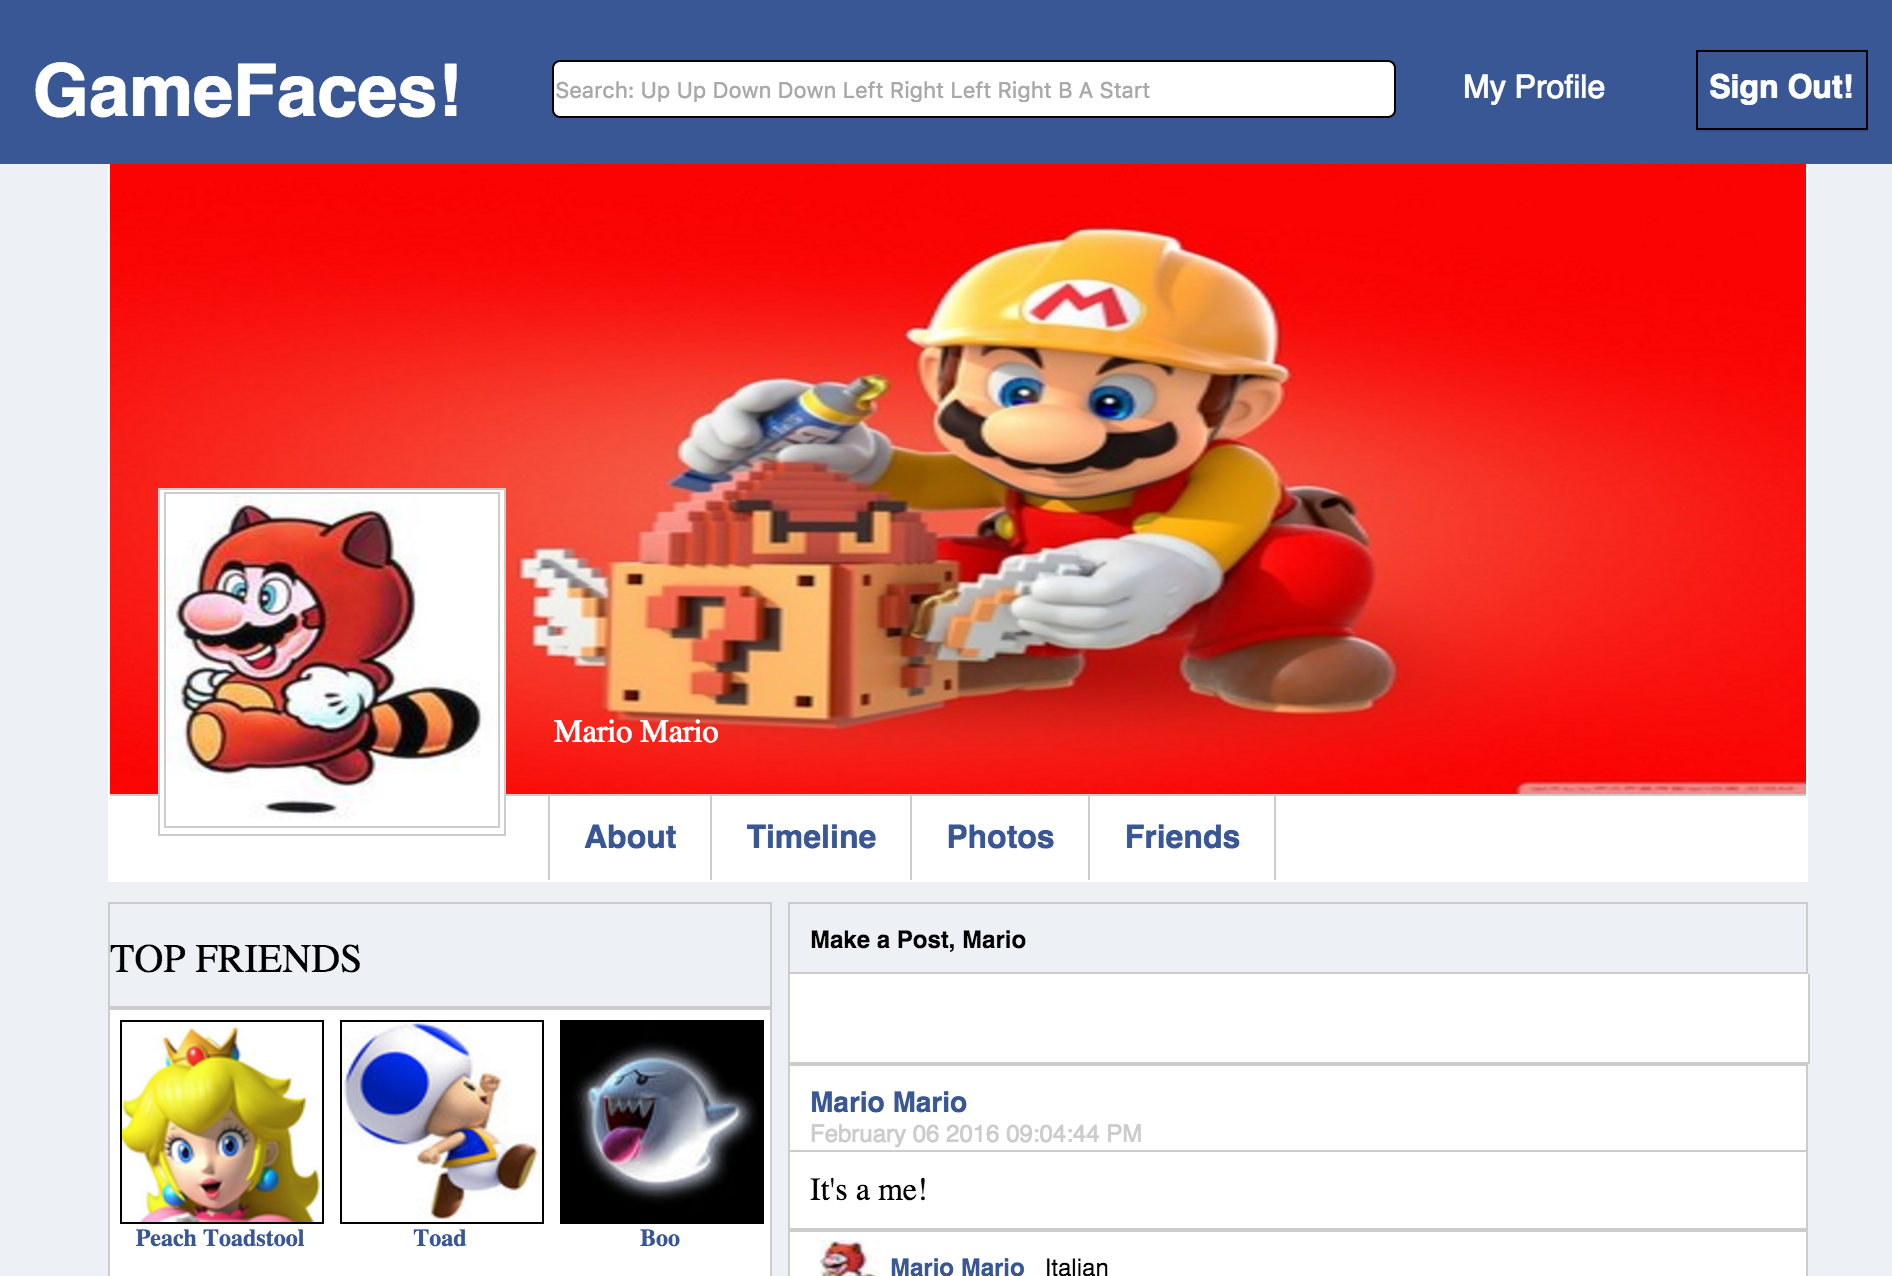 GameFaces!
Search: Up Up Down Down Left Right Left Right B A Start
My Profile
Sign Out!
M
?
Mario Mario
About
Timeline
Photos
Friends
TOP FRIENDS
Peach Toadstool
Toad
Boo
Make a Post, Mario
Mario Mario
February 06 2016 09:04:44 PM
It's a me!
Mario Mario Italian